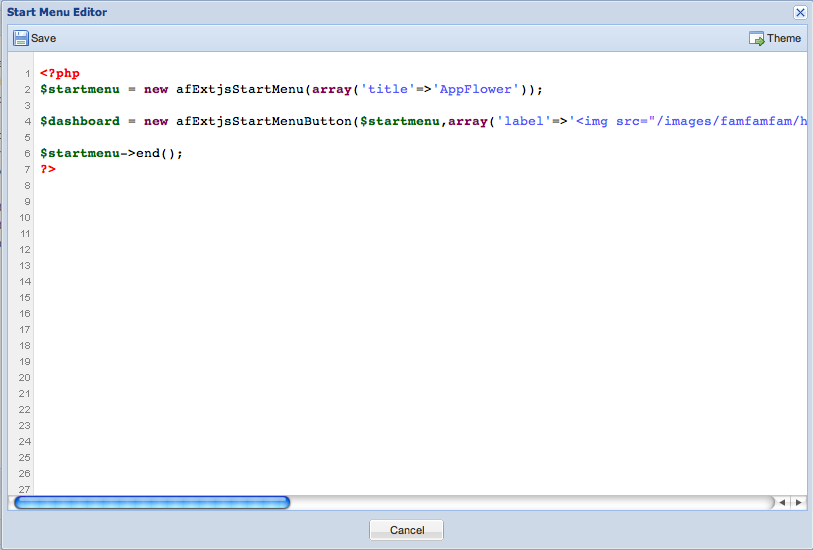 Start Menu Editor
Save
Theme
1 <?php
2 $startmenu = new afExtjsStartMenu(array('title'=>'AppFlower'));
3
4 $dashboard = new afExtjsStartMenuButton($startmenu,array('label'=>'<img src="/images/famfamfam/h
5
6 $startmenu->end();
7 ?>
8
9
10
11
12
13
14
15
16
17
18
19
20
21
22
23
24
25
26
27
Cancel